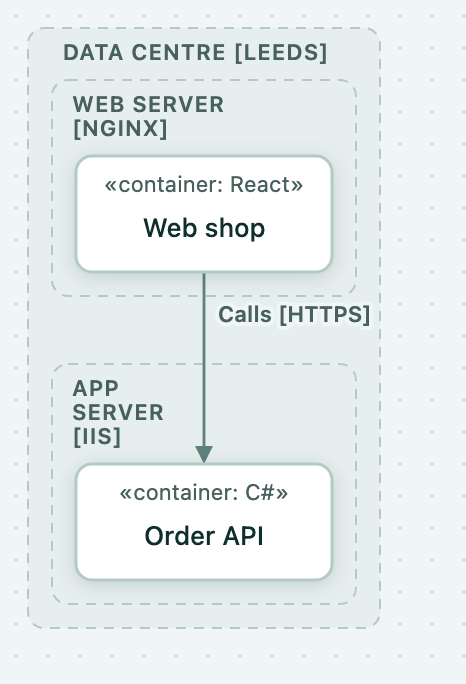 DATA CENTRE [LEEDS]
WEB SERVER
[NGINX]
«container: React»
Web shop
Calls [HTTPS]
APP
SERVER
[IIS]
«container: C#»
Order API